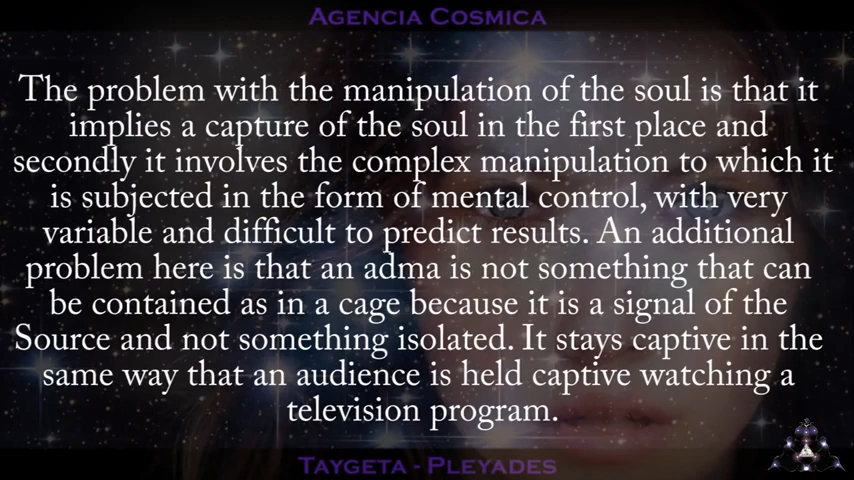 AGENCIA COSMICA
The problem with the manipulation of the soul is that it
implies a capture of the soul in the first place and
secondly it involves the complex manipulation to which it
is subjected in the form of mental control, with very
variable and difficult to predict results. An additional
problem here is that an adma is not something that can
be contained as in a cage because it is a signal of the
Source and not something isolated. It stays captive in the
same way that an audience is held captive watching a
television program.
TAYGETA - PLEYADES